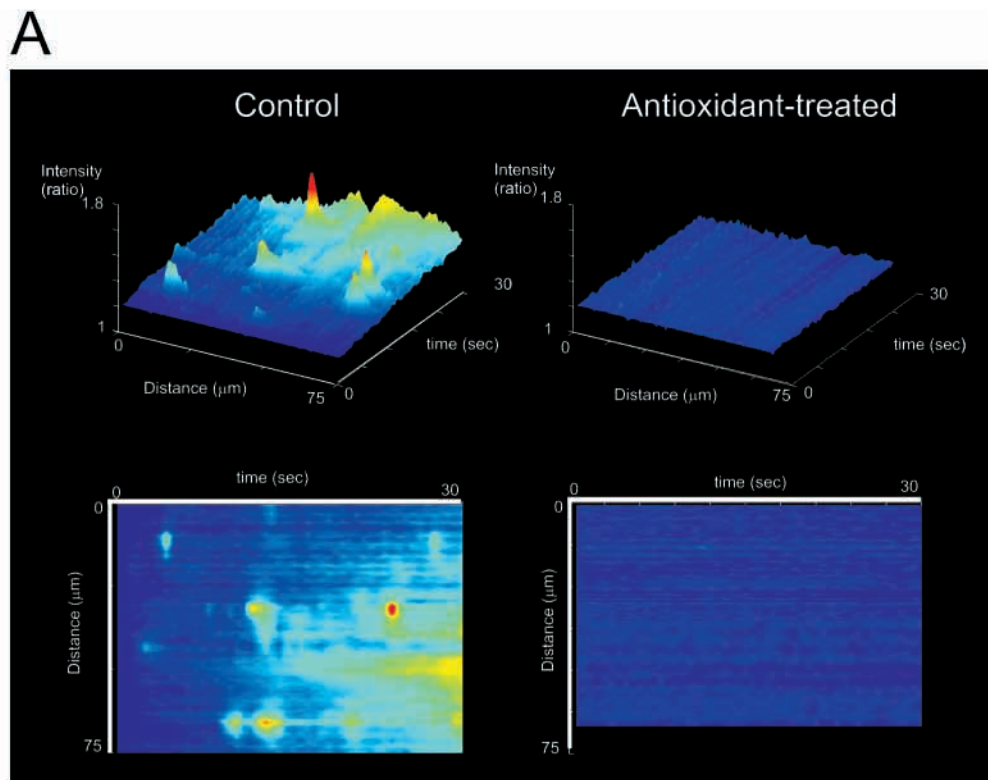 A
Control
Antioxidant-treated
Intensity
(ratio)
1.8
1
0
Distance (μm)
75
0
time (sec)
30
Intensity
(ratio)
1.8
1
0
Distance (μm)
75
0
time (sec)
30
time (sec)
0
30
0
Distance (μm)
75
time (sec)
0
30
0
Distance (μm)
75